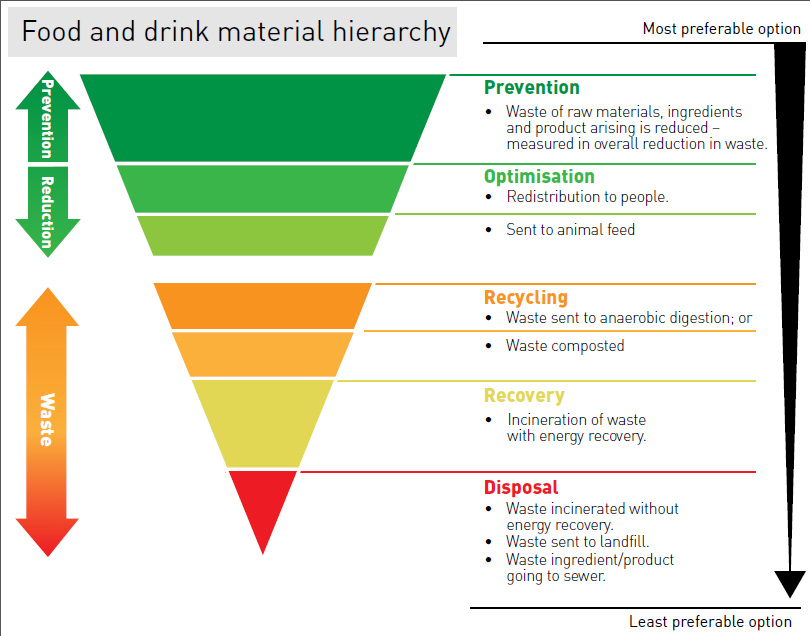 Food and drink material hierarchy
Most preferable option
Prevention
Reduction
Waste
Prevention
• Waste of raw materials, ingredients
and product arising is reduced –
measured in overall reduction in waste.
Optimisation
• Redistribution to people.
• Sent to animal feed
Recycling
• Waste sent to anaerobic digestion; or
• Waste composted
Recovery
• Incineration of waste
with energy recovery.
Disposal
• Waste incinerated without
energy recovery.
• Waste sent to landfill.
• Waste ingredient/product
going to sewer.
Least preferable option